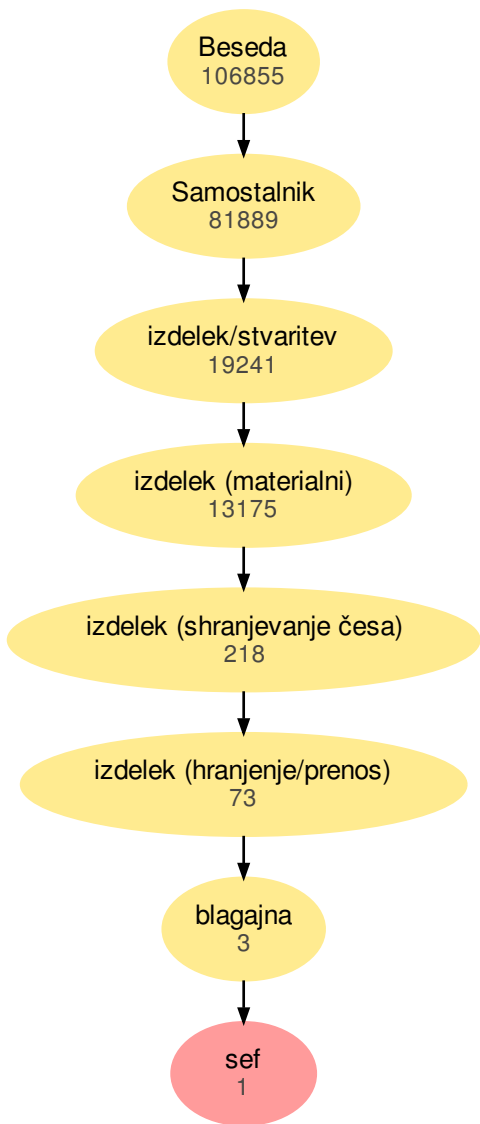 Beseda
106855
Samostalnik
81889
izdelek/stvaritev
19241
izdelek (materialni)
13175
izdelek (shranjevanje česa)
218
izdelek (hranjenje/prenos)
73
blagajna
3
sef
1